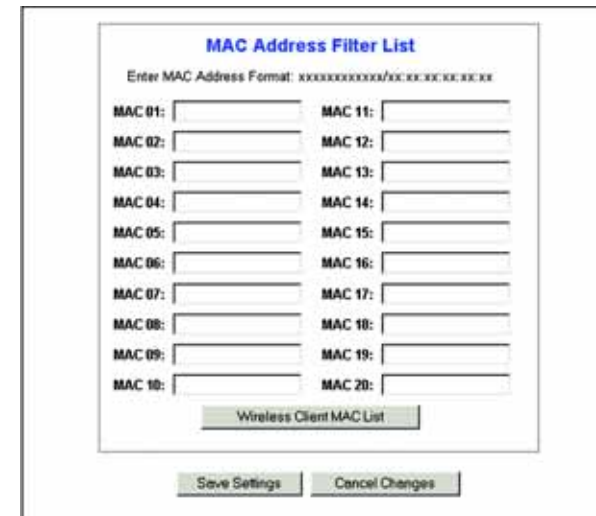 MAC Address Filter List
Enter MAC Address Format: xxxxxxxxxxxx/xx:xx:xx:xx:xx:xx
MAC 01: MAC 11:
MAC 02: MAC 12:
MAC 03: MAC 13:
MAC 04: MAC 14:
MAC 05: MAC 15:
MAC 06: MAC 16:
MAC 07: MAC 17:
MAC 08: MAC 18:
MAC 09: MAC 19:
MAC 10: MAC 20:
Wireless Client MAC List
Save Settings Cancel Changes